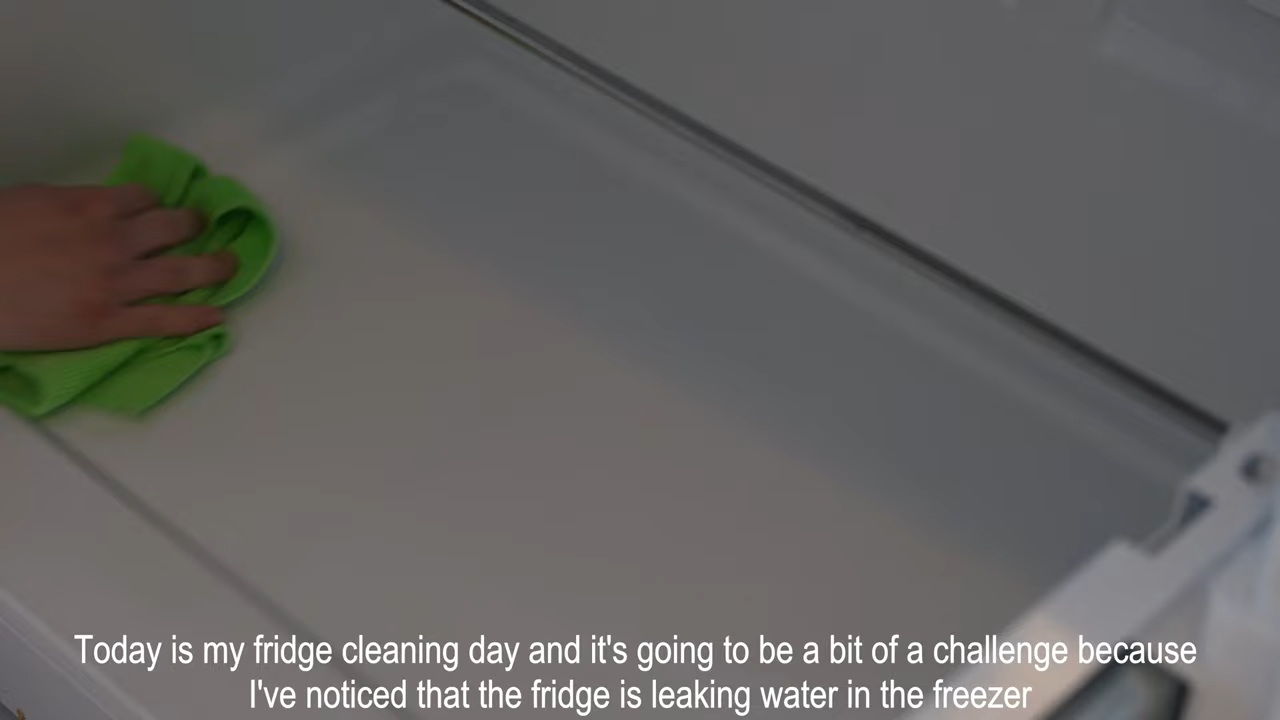 Today is my fridge cleaning day and it's going to be a bit of a challenge because
I've noticed that the fridge is leaking water in the freezer